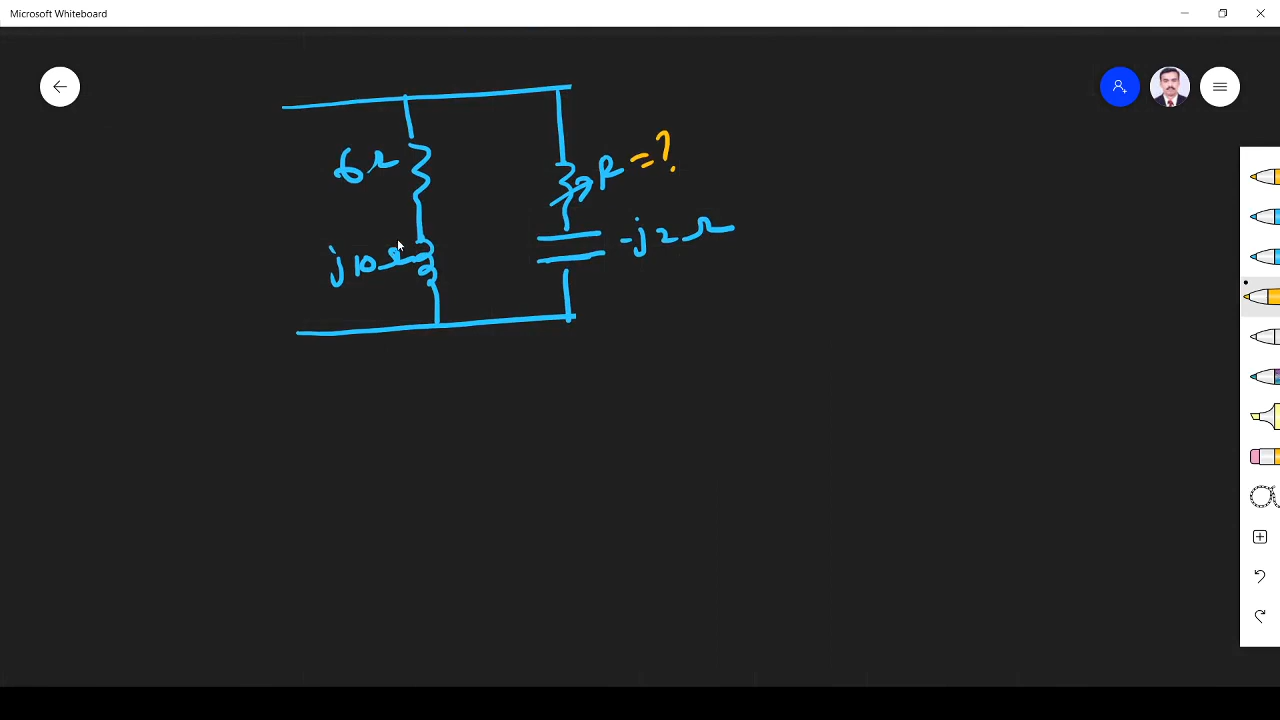 Microsoft Whiteboard
6Ω
R = ?
j10Ω
-j2Ω